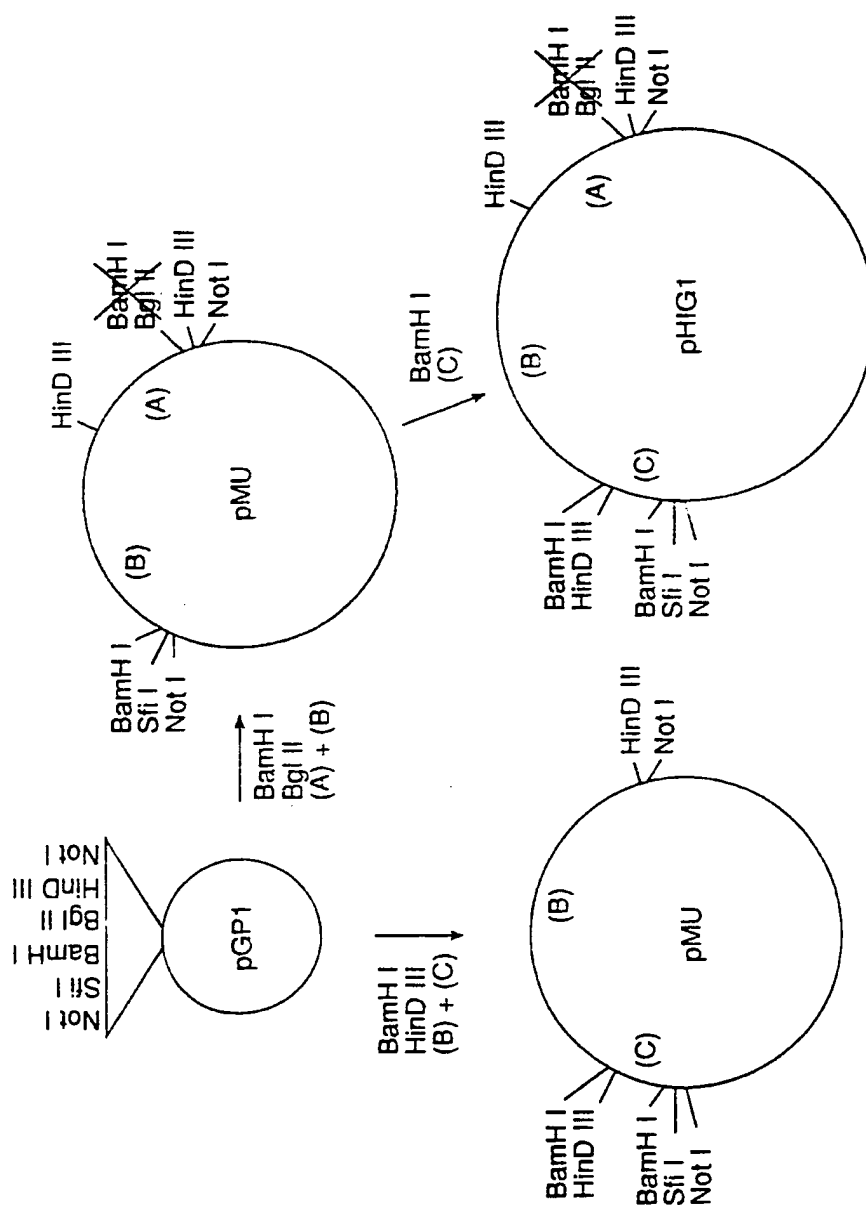 Not I
Sfi I
BamH I
Bgl II
HinD III
Not I
pGP1
BamH I
Bgl II
(A) + (B)
BamH I
Sfi I
Not I
(B)
HinD III
(A)
BamH I
Bgl II
HinD III
Not I
pMU
BamH I
HinD III
(B) + (C)
BamH I
(C)
BamH I
HinD III
(C)
BamH I
Sfi I
Not I
(B)
HinD III
Not I
pMU
BamH I
HinD III
(C)
BamH I
Sfi I
Not I
(B)
HinD III
(A)
BamH I
Bgl II
HinD III
Not I
pHIG1